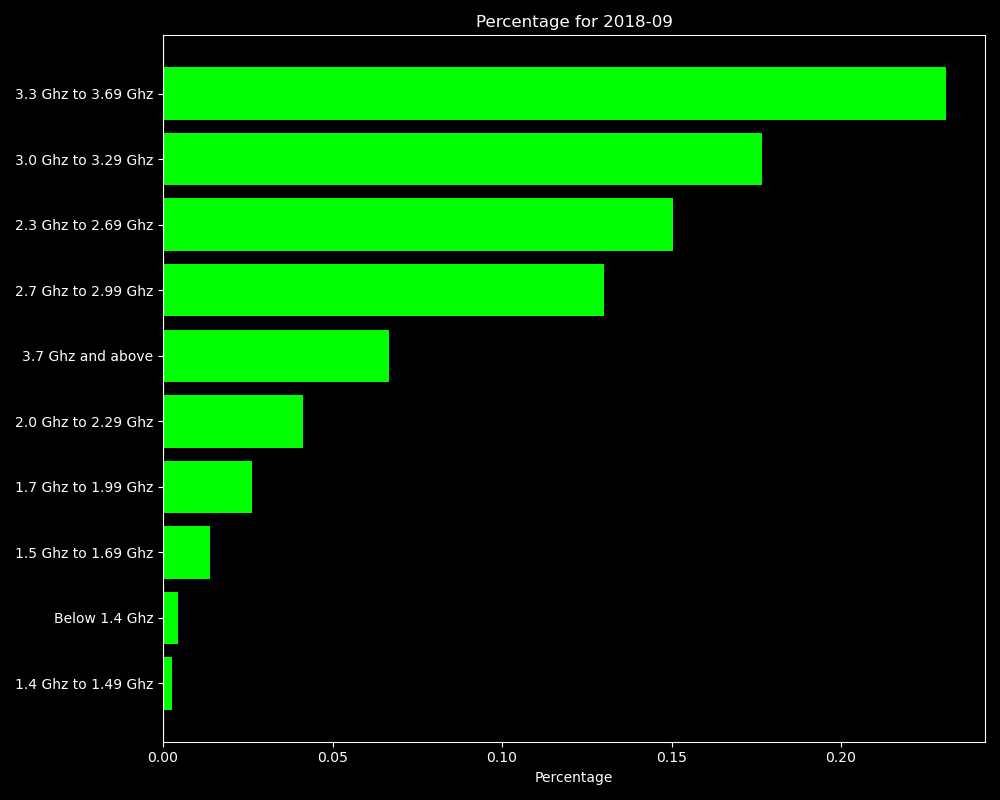 Percentage for 2018-09
3.3 Ghz to 3.69 Ghz
3.0 Ghz to 3.29 Ghz
2.3 Ghz to 2.69 Ghz
2.7 Ghz to 2.99 Ghz
3.7 Ghz and above
2.0 Ghz to 2.29 Ghz
1.7 Ghz to 1.99 Ghz
1.5 Ghz to 1.69 Ghz
Below 1.4 Ghz
1.4 Ghz to 1.49 Ghz
0.00 0.05 0.10 0.15 0.20
Percentage